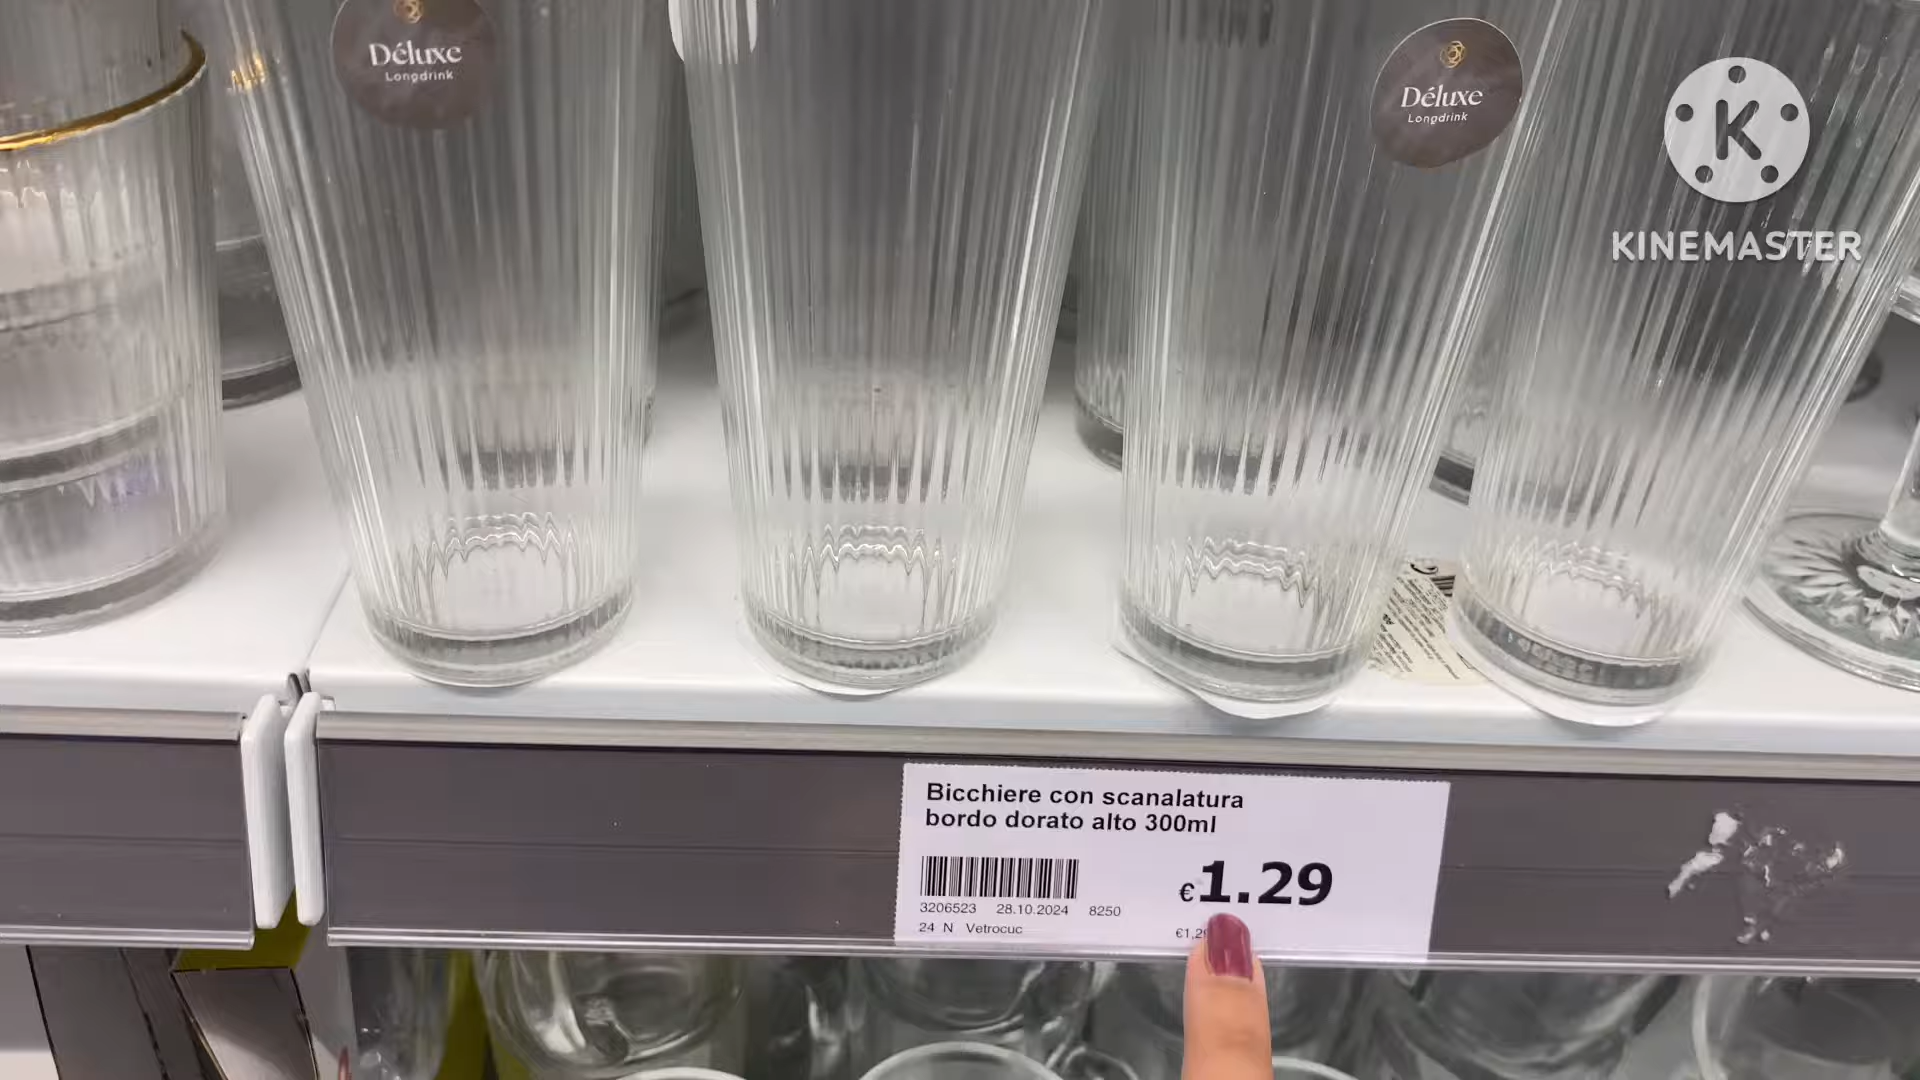 Déluxe
Longdrink
Déluxe
Longdrink
K
KINEMASTER
Bicchiere con scanalatura
bordo dorato alto 300ml
€1.29
3206523 28.10.2024 8250
24 N Vetrocuc